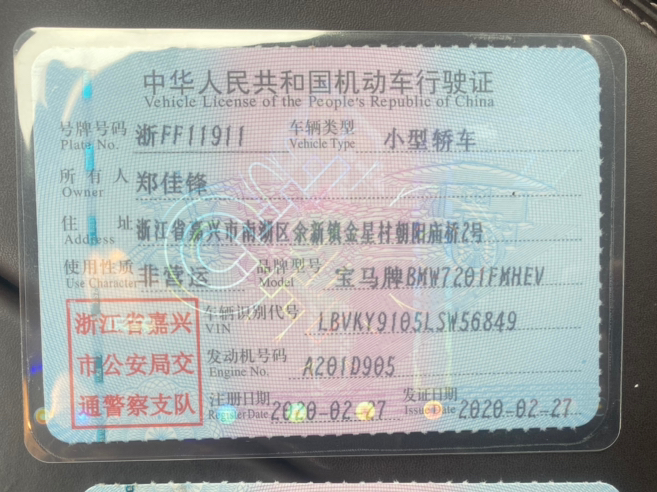 中华人民共和国机动车行驶证
Vehicle License of the People's Republic of China
号牌号码 浙FF11911 车辆类型 小型轿车
Plate No. Vehicle Type
所有人 郑佳锋
Owner
住址 浙江省嘉兴市南湖区余新镇金星村朝阳庙桥2号
Address
使用性质 非营运 品牌型号 宝马牌BMW7201FMHEV
Use Character Model
浙江省嘉兴
市公安局交
通警察支队
车辆识别代号 LBVKY9105LSW56849
VIN
发动机号码 A201D905
Engine No.
注册日期 2020-02-27 发证日期 2020-02-27
Register Date Issue Date